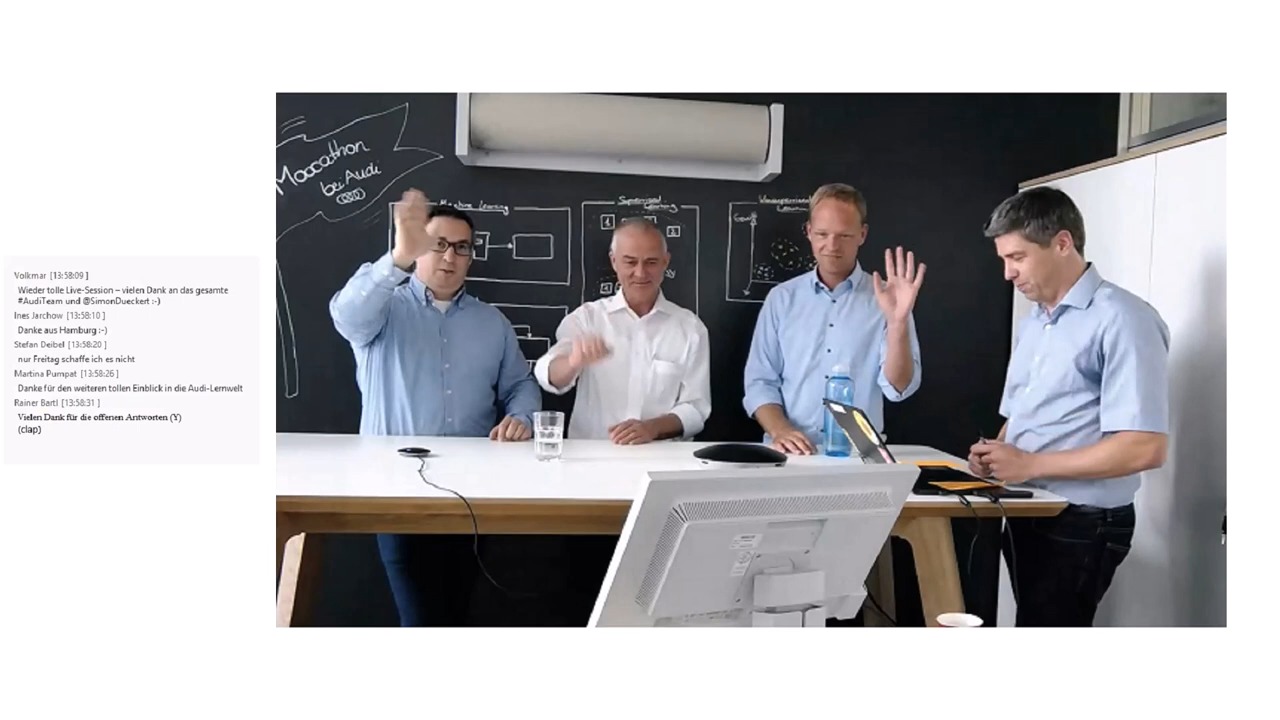 Volkmar [13:58:09 ]
Wieder tolle Live-Session – vielen Dank an das gesamte
#AudiTeam und @SimonDueckert :-)
Ines Jarchow [13:58:10 ]
Danke aus Hamburg :-)
Stefan Deibel [13:58:20 ]
nur Freitag schaffe ich es nicht
Martina Pumpat [13:58:26 ]
Danke für den weiteren tollen Einblick in die Audi-Lernwelt
Rainer Bartl [13:58:31 ]
Vielen Dank für die offenen Antworten (Y)
(clap)
Moocathon
bei Audi
Machine Learning
Supervised
Learning
1
2